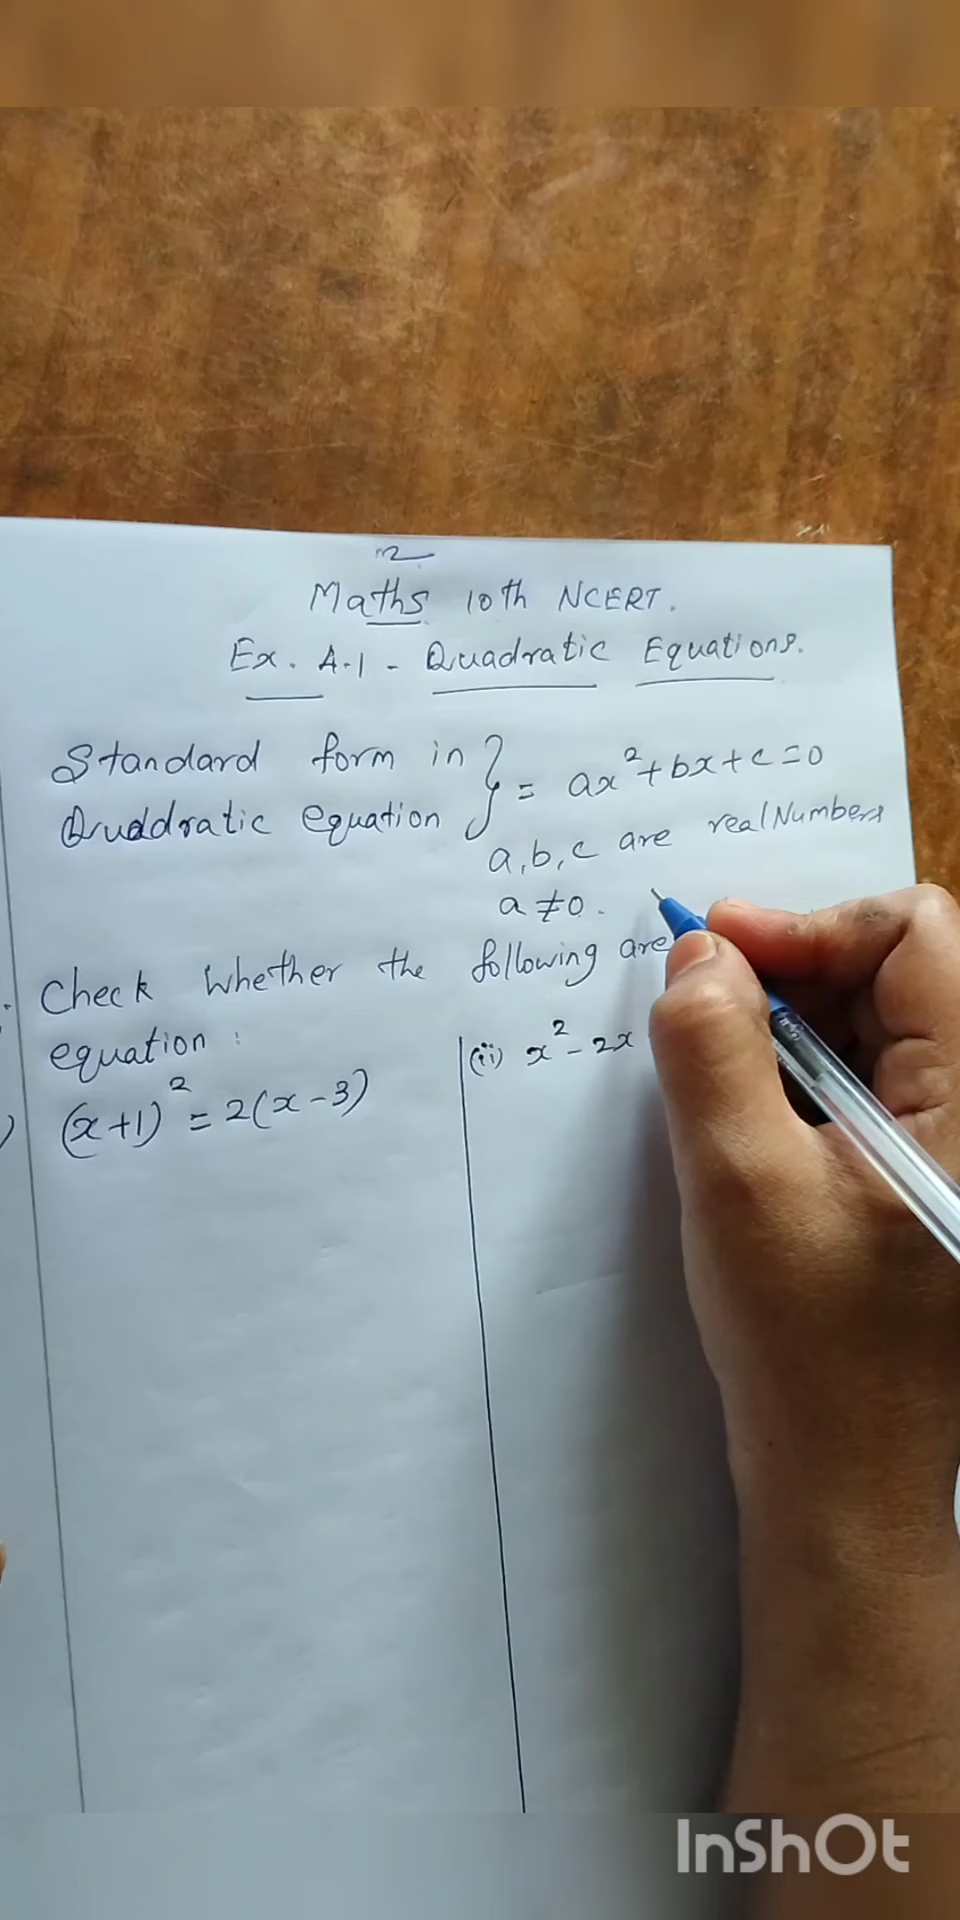 Maths 10th NCERT.
Ex. 4.1 - Quadratic Equations.
Standard form in
Quadratic equation } = ax²+bx+c=0
a,b,c are real Numbers
a ≠0.
Check whether the following are
equation:
(x+1)² = 2(x-3)
(ii) x² - 2x
InShOt